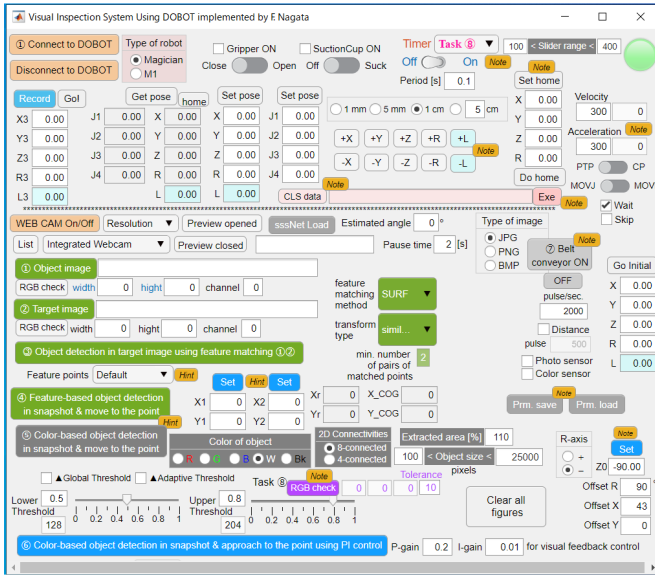 Visual Inspection System Using DOBOT implemented by F. Nagata
① Connect to DOBOT
Disconnect to DOBOT
Type of robot
Magician
M1
Gripper ON
SuctionCup ON
Close Open Off Suck
Timer Task ⑧ ▼
Off On Note
Period [s] 0.1
100 < Slider range < 400
Note
Set home
X 0.00
Y 0.00
Z 0.00
R 0.00
Do home
Velocity
300 0
Acceleration Note
300 0
PTP CP
MOVJ MOV
Wait
Skip
Record Go!
X3 0.00
Y3 0.00
Z3 0.00
R3 0.00
L3 0.00
Get pose home
J1 0.00 X 0.00
J2 0.00 Y 0.00
J3 0.00 Z 0.00
J4 0.00 R 0.00
L 0.00
Set pose Set pose
X 0.00 J1 0.00
Y 0.00 J2 0.00
Z 0.00 J3 0.00
R 0.00 J4 0.00
L 0.00
1 mm 5 mm 1 cm 5 cm
+X +Y +Z +R +L
Note
-X -Y -Z -R -L
Note
CLS data Exe Note
WEB CAM On/Off Resolution ▼ Preview opened sssNet Load Estimated angle 0 °
List Integrated Webcam ▼ Preview closed Pause time 2 [s]
Type of image
JPG
PNG
BMP
Note
⑦ Belt
conveyor ON
OFF
pulse/sec.
2000
Distance
pulse 500
Photo sensor
Color sensor
Go Initial
X 0.00
Y 0.00
Z 0.00
R 0.00
L 0.00
① Object image
RGB check width 0 hight 0 channel 0
② Target image
RGB check width 0 hight 0 channel 0
③ Object detection in target image using feature matching ①②
feature
matching
method
SURF ▼
transform
type
simil... ▼
min. number
of pairs of
matched points
2
Feature points Default ▼ Hint
Set Hint Set
X1 0 X2 0
Y1 0 Y2 0
Xr 0 X_COG 0
Yr 0 Y_COG 0
④ Feature-based object detection
in snapshot & move to the point
Hint
Note
Prm. save Prm. load
⑤ Color-based object detection
in snapshot & move to the point
Color of object
R G B W Bk
2D Connectivities
8-connected
4-connected
Extracted area [%] 110
100 < Object size < 25000
pixels
R-axis
+
-
Note
Set
Z0 -90.00
Offset R 90
Offset X 43
Offset Y 0
▲Global Threshold ▲Adaptive Threshold
Task ⑧ Note
RGB check 0 0 0 10
Tolerance
Lower 0.5
Threshold
128
0 0.2 0.4 0.6 0.8 1
Upper 0.8
Threshold
204
0 0.2 0.4 0.6 0.8 1
Clear all
figures
⑥ Color-based object detection in snapshot & approach to the point using PI control P-gain 0.2 I-gain 0.01 for visual feedback control